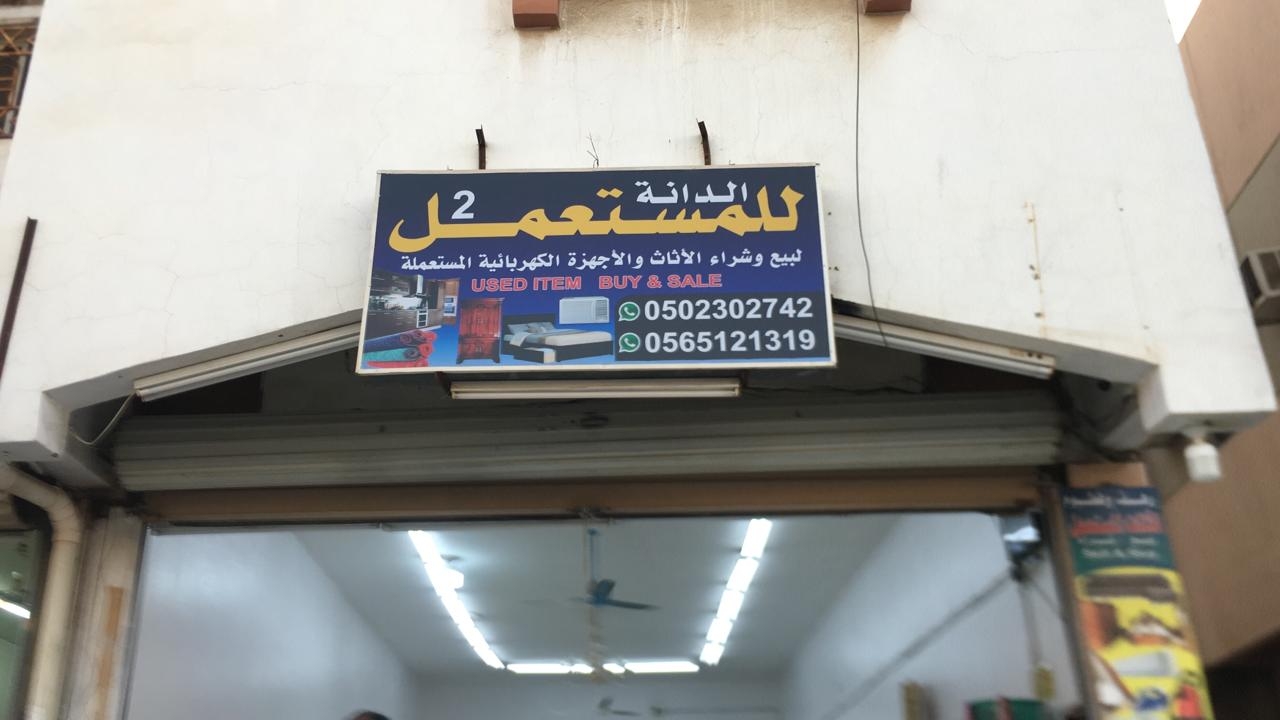 الدانة
للمستعمل 2
لبيع وشراء الأثاث والأجهزة الكهربائية المستعملة
USED ITEM BUY & SALE
0502302742
0565121319